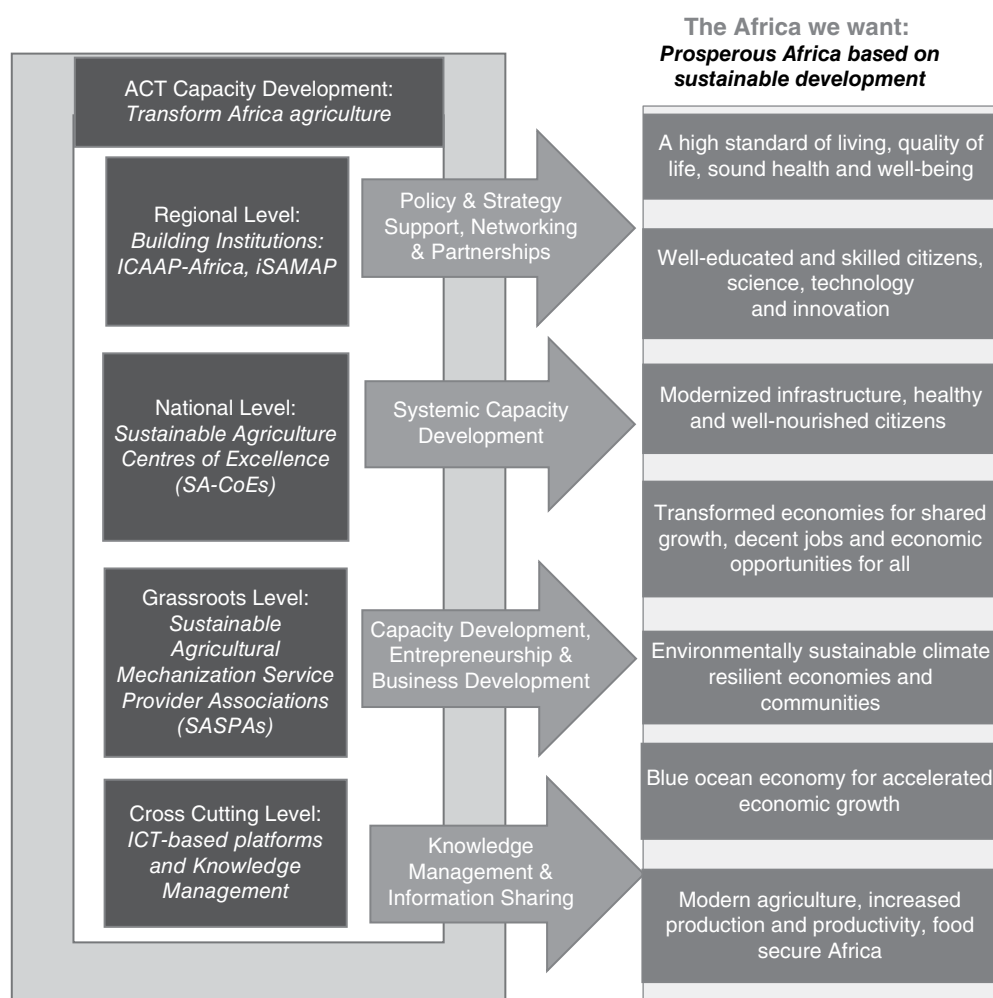 The Africa we want:
Prosperous Africa based on
sustainable development
ACT Capacity Development:
Transform Africa agriculture
Regional Level:
Building Institutions:
ICAAP-Africa, iSAMAP
Policy & Strategy
Support, Networking
& Partnerships
National Level:
Sustainable Agriculture
Centres of Excellence
(SA-CoEs)
Systemic Capacity
Development
Grassroots Level:
Sustainable
Agricultural
Mechanization Service
Provider Associations
(SASPAs)
Capacity Development,
Entrepreneurship &
Business Development
Cross Cutting Level:
ICT-based platforms
and Knowledge
Management
Knowledge
Management &
Information Sharing
A high standard of living, quality of
life, sound health and well-being
Well-educated and skilled citizens,
science, technology
and innovation
Modernized infrastructure, healthy
and well-nourished citizens
Transformed economies for shared
growth, decent jobs and economic
opportunities for all
Environmentally sustainable climate
resilient economies and
communities
Blue ocean economy for accelerated
economic growth
Modern agriculture, increased
production and productivity, food
secure Africa